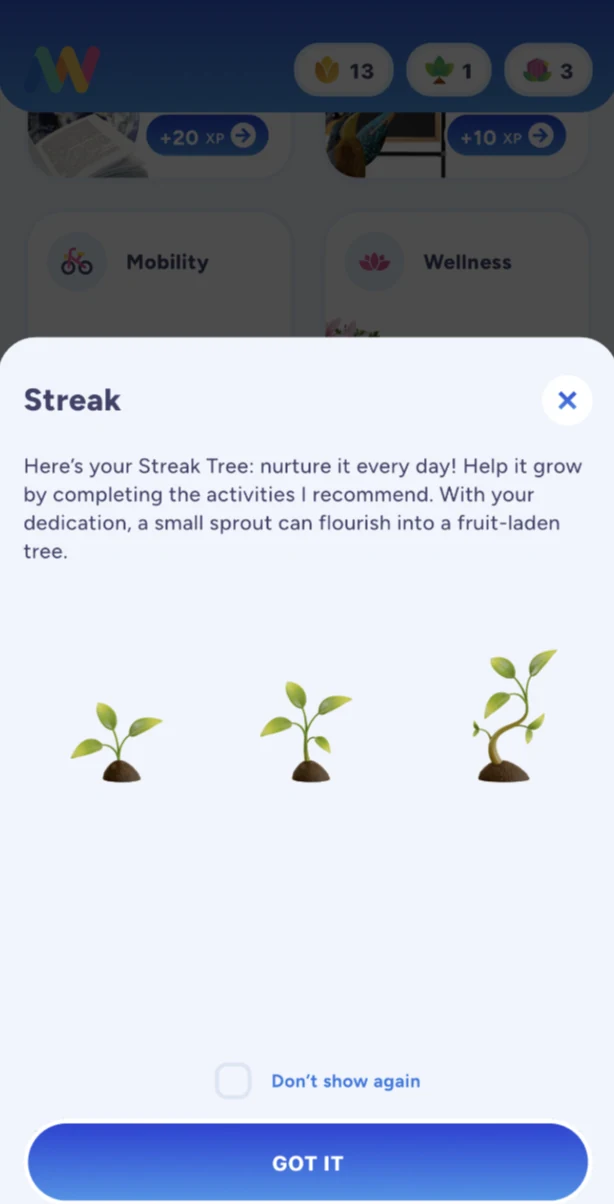 13
1
3
+20 XP
+10 XP
Mobility
Wellness
Streak
Here's your Streak Tree: nurture it every day! Help it grow
by completing the activities I recommend. With your
dedication, a small sprout can flourish into a fruit-laden
tree.
Don't show again
GOT IT